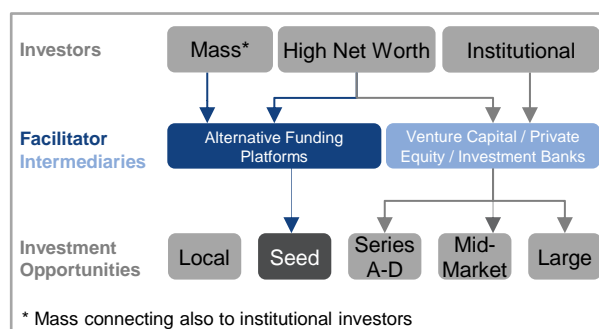 Investors
Mass*
High Net Worth
Institutional
Facilitator
Intermediaries
Alternative Funding
Platforms
Venture Capital / Private
Equity / Investment Banks
Investment
Opportunities
Local
Seed
Series
A-D
Mid-
Market
Large
* Mass connecting also to institutional investors